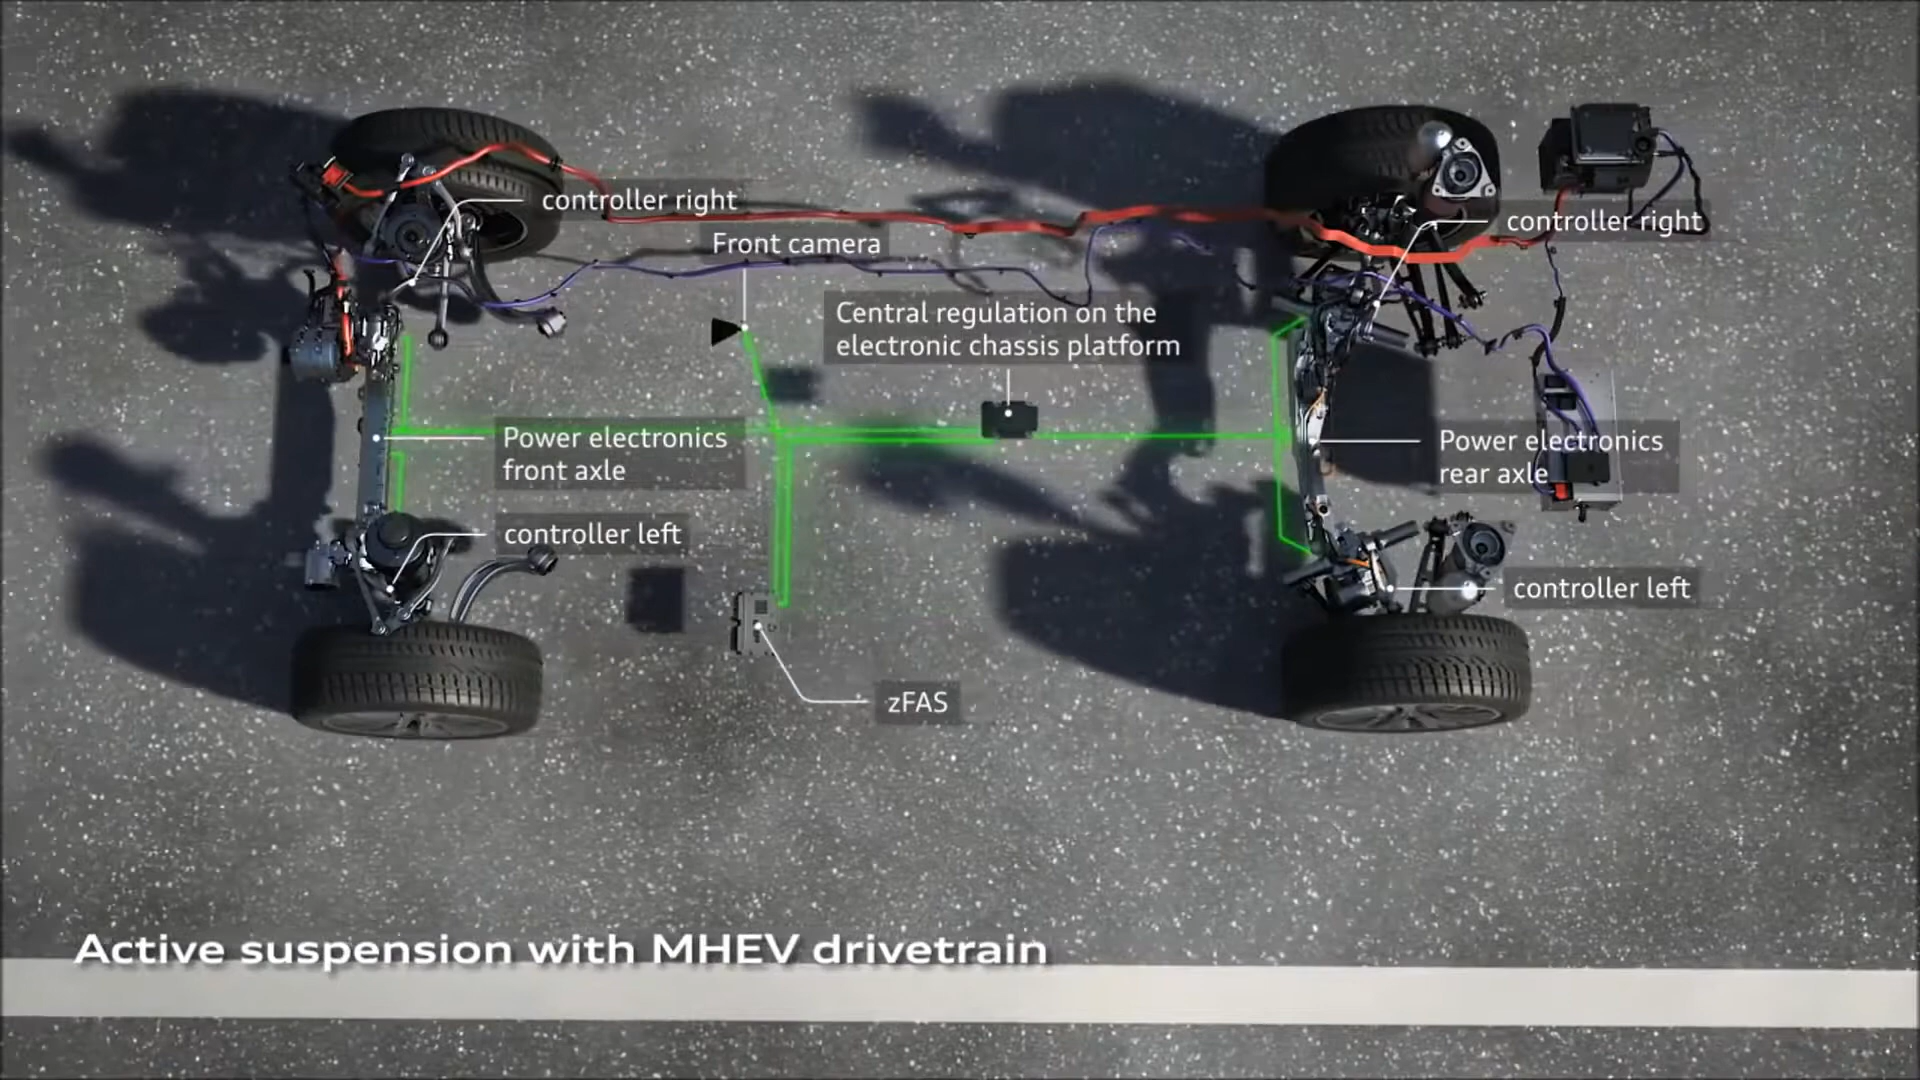 controller right
controller right
Front camera
Central regulation on the
electronic chassis platform
Power electronics
front axle
Power electronics
rear axle
controller left
controller left
zFAS
Active suspension with MHEV drivetrain